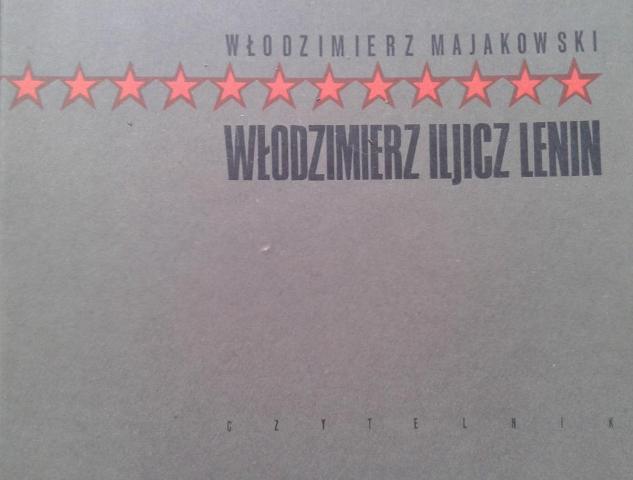 WŁODZIMIERZ MAJAKOWSKI
WŁODZIMIERZ ILJICZ LENIN
CZYTELNIK